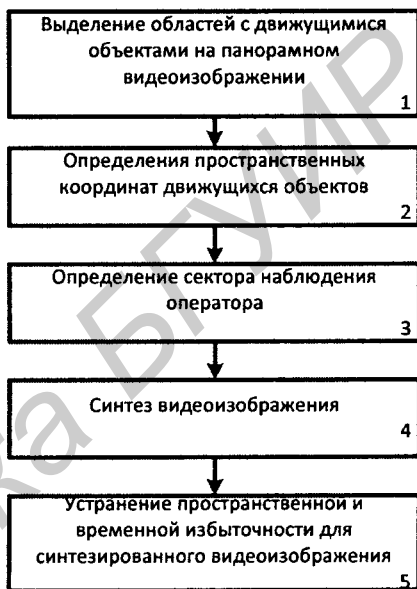 Выделение областей с движущимися
объектами на панорамном
видеоизображении
1
Определения пространственных
координат движущихся объектов
2
Определение сектора наблюдения
оператора
3
Синтез видеоизображения
4
Устранение пространственной и
временной избыточности для
синтезированного видеоизображения
5
БГУИР